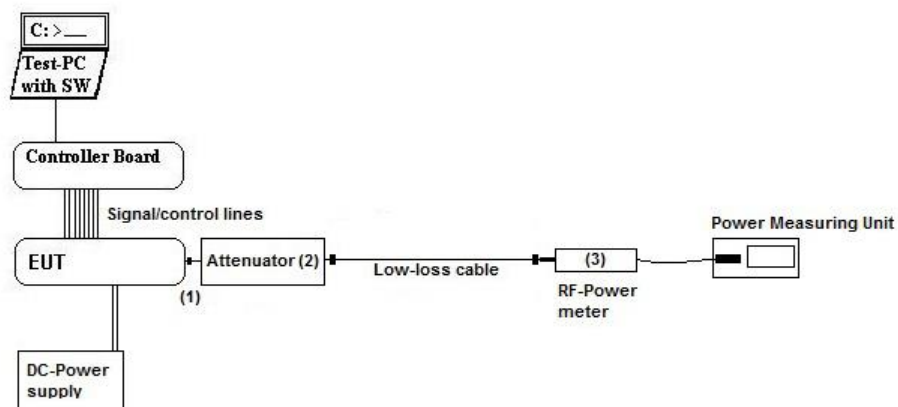 C:>__
Test-PC
with SW
Controller Board
Signal/control lines
EUT
(1)
Attenuator (2)
Low-loss cable
(3)
RF-Power
meter
Power Measuring Unit
DC-Power
supply